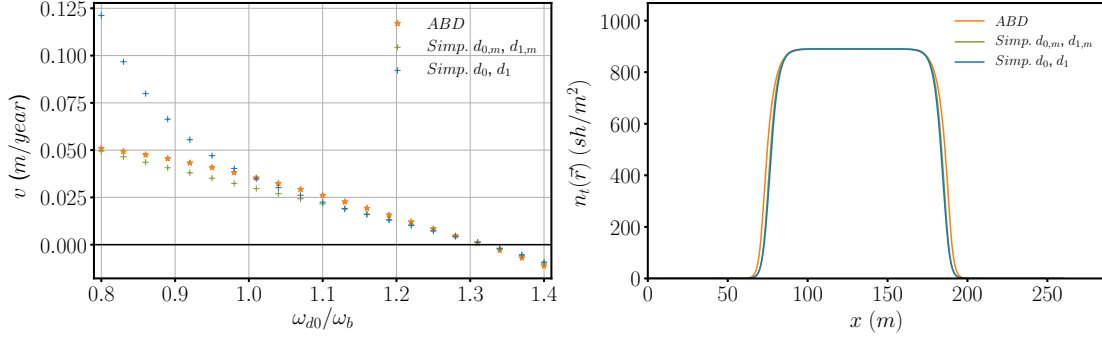 0.125
0.100
0.075
0.050
0.025
0.000
v (m/year)
ABD
Simp. d_{0,m}, d_{1,m}
Simp. d_0, d_1
0.8 0.9 1.0 1.1 1.2 1.3 1.4
ω_{d0}/ω_b
1000
800
600
400
200
0
n_t(r⃗) (sh/m²)
ABD
Simp. d_{0,m}, d_{1,m}
Simp. d_0, d_1
0 50 100 150 200 250
x (m)